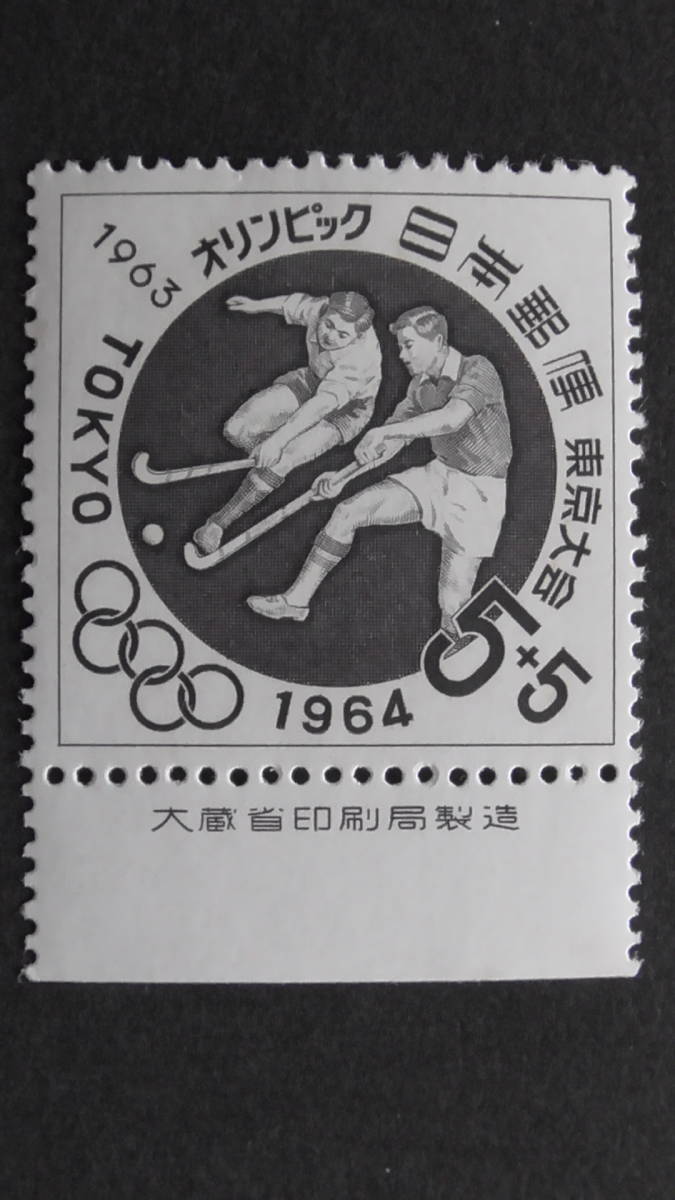 1963
オリンピック
日本郵便
東京大会
TOKYO
1964
5+5
大蔵省印刷局製造